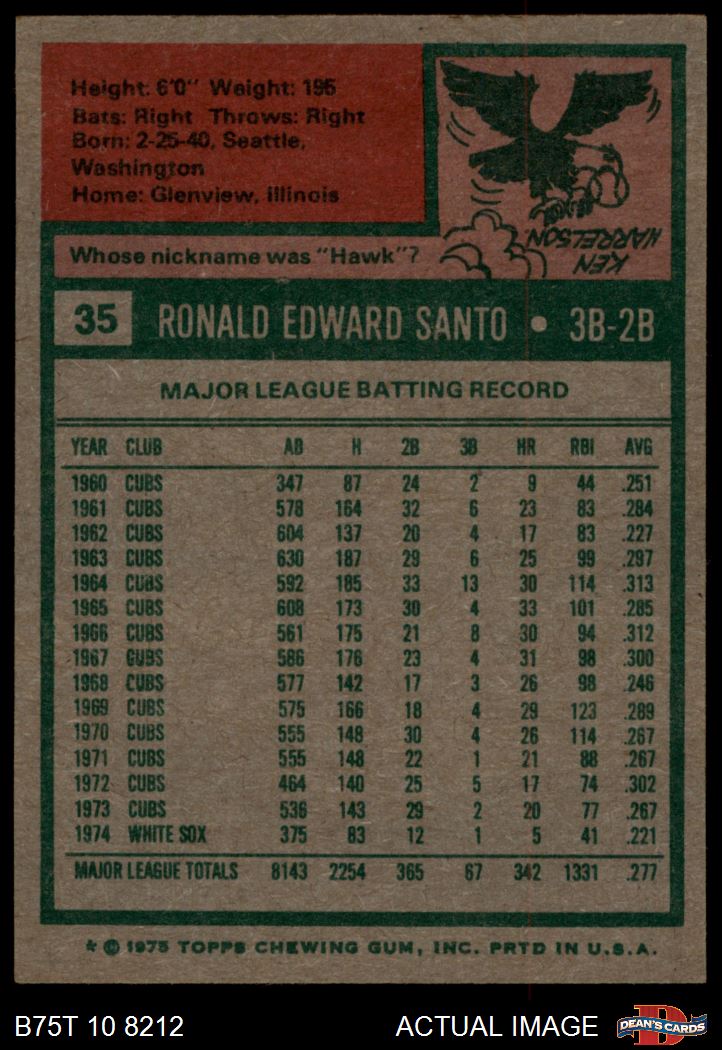 Height: 6'0" Weight: 195
Bats: Right Throws: Right
Born: 2-25-40, Seattle,
Washington
Home: Glenview, Illinois
Whose nickname was "Hawk"?
KEN
HARRELSON.
35 RONALD EDWARD SANTO • 3B-2B
MAJOR LEAGUE BATTING RECORD
YEAR CLUB AB H 2B 3B HR RBI AVG
1960 CUBS 347 87 24 2 9 44 .251
1961 CUBS 578 164 32 6 23 83 .284
1962 CUBS 604 137 20 4 17 83 .227
1963 CUBS 630 187 29 6 25 99 .297
1964 CUBS 592 185 33 13 30 114 .313
1965 CUBS 608 173 30 4 33 101 .285
1966 CUBS 561 175 21 8 30 94 .312
1967 CUBS 586 176 23 4 31 98 .300
1968 CUBS 577 142 17 3 26 98 .246
1969 CUBS 575 166 18 4 29 123 .289
1970 CUBS 555 148 30 4 26 114 .267
1971 CUBS 555 148 22 1 21 88 .267
1972 CUBS 464 140 25 5 17 74 .302
1973 CUBS 536 143 29 2 20 77 .267
1974 WHITE SOX 375 83 12 1 5 41 .221
MAJOR LEAGUE TOTALS 8143 2254 365 67 342 1331 .277
* © 1975 TOPPS CHEWING GUM, INC. PRTD IN U.S.A.
B75T 10 8212 ACTUAL IMAGE D DEAN'S CARDS